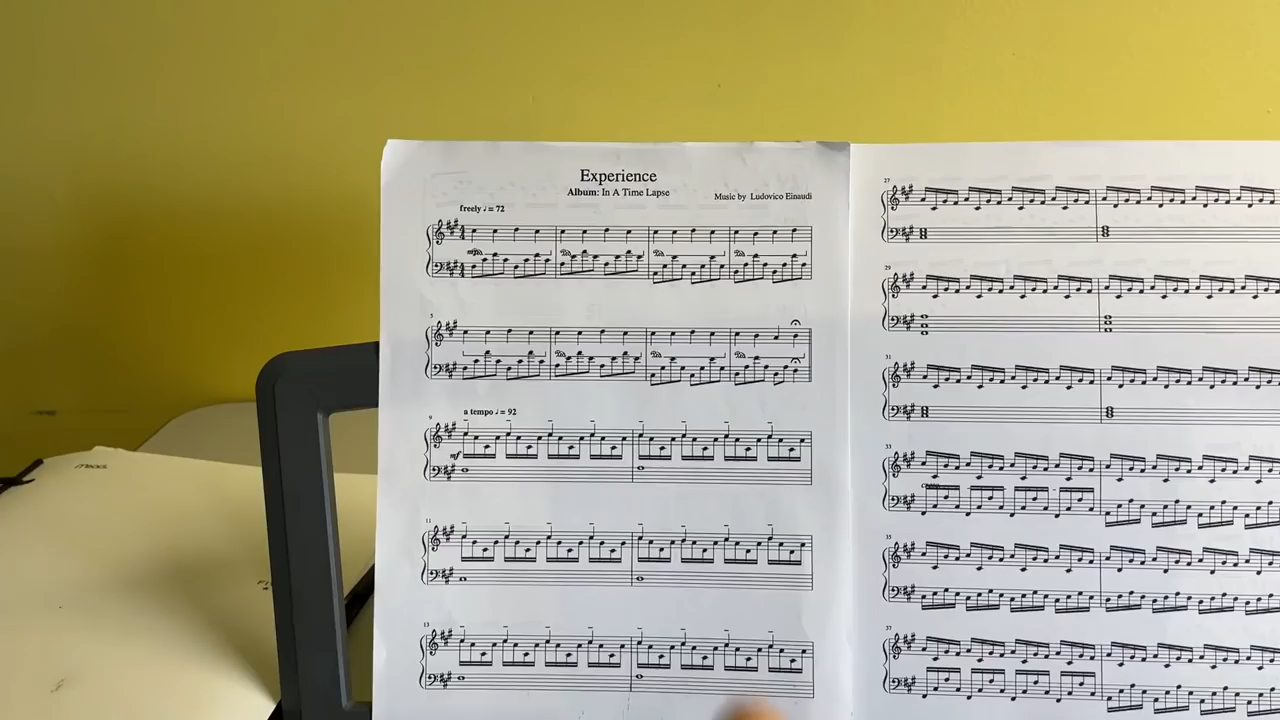 Experience
Album: In A Time Lapse
Music by Ludovico Einaudi
freely ♩ = 72
5
9
a tempo ♩ = 92
mf
11
13
27
29
31
33
35
37